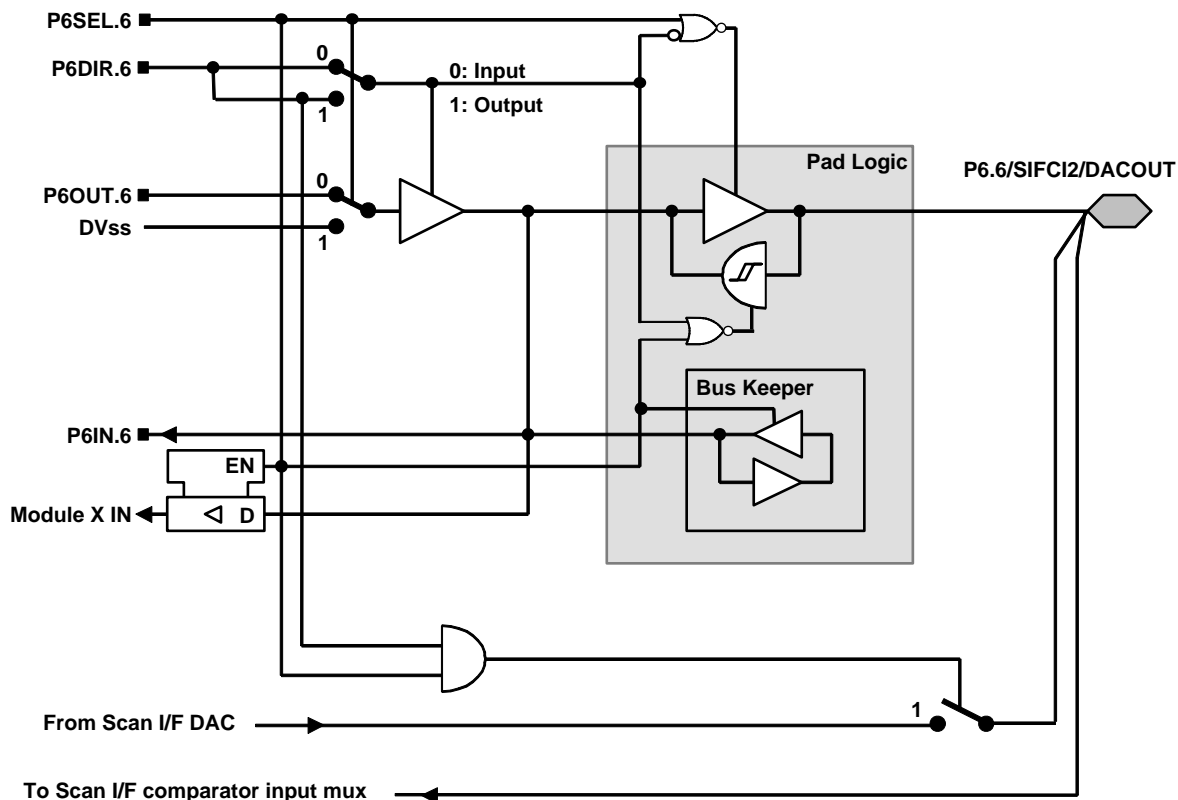 P6SEL.6
P6DIR.6
0
1
0: Input
1: Output
Pad Logic
P6.6/SIFCI2/DACOUT
P6OUT.6
0
DVss
1
Bus Keeper
P6IN.6
EN
Module X IN
D
From Scan I/F DAC
1
To Scan I/F comparator input mux